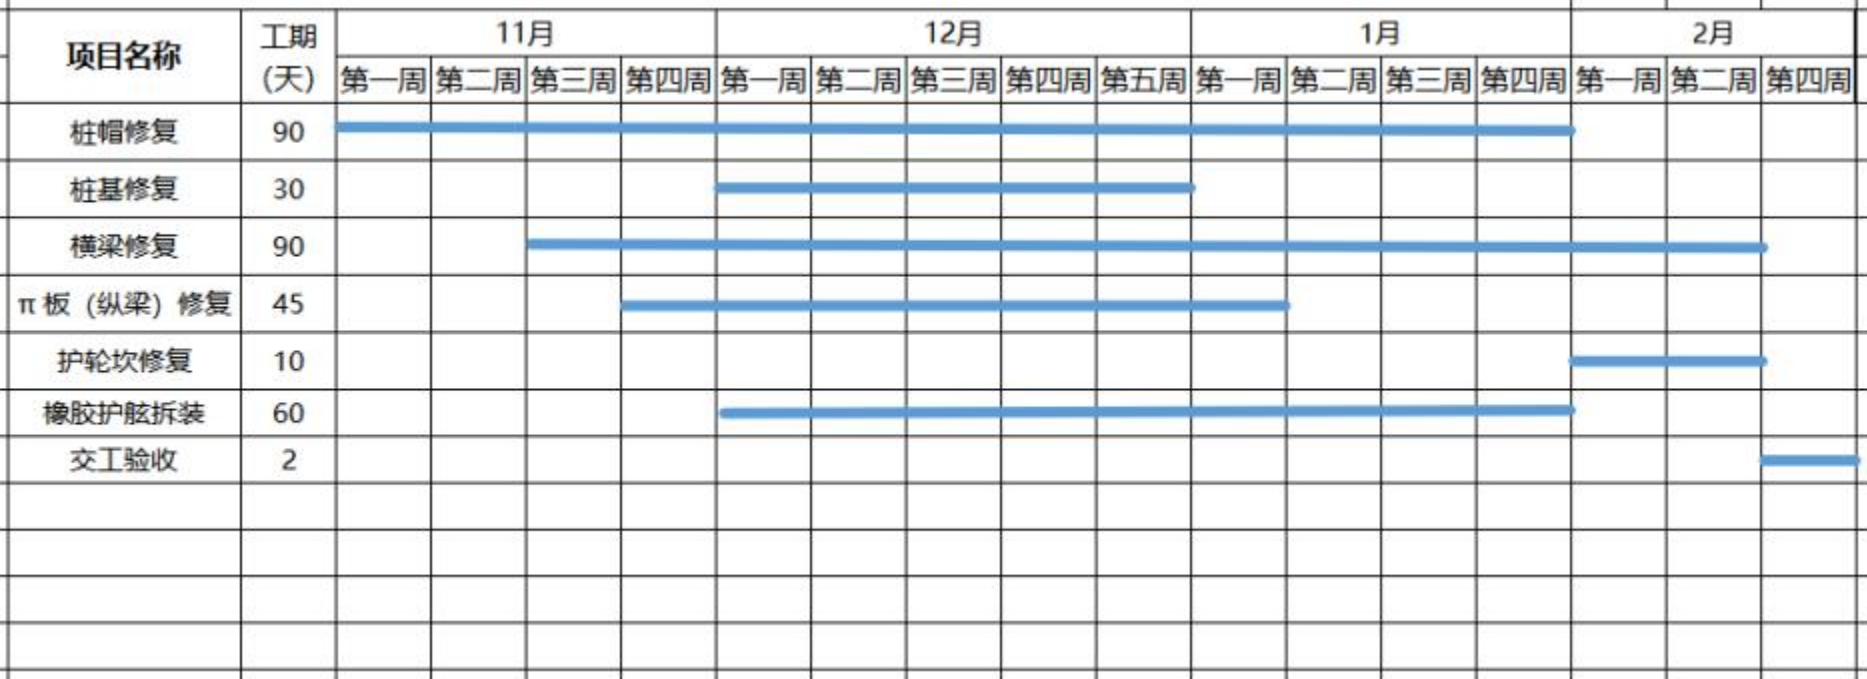 项目名称 工期（天） 11月 12月 1月 2月
第一周 第二周 第三周 第四周 第一周 第二周 第三周 第四周 第五周 第一周 第二周 第三周 第四周 第一周 第二周 第四周
桩帽修复 90
桩基修复 30
横梁修复 90
π板（纵梁）修复 45
护轮坎修复 10
橡胶护舷拆装 60
交工验收 2